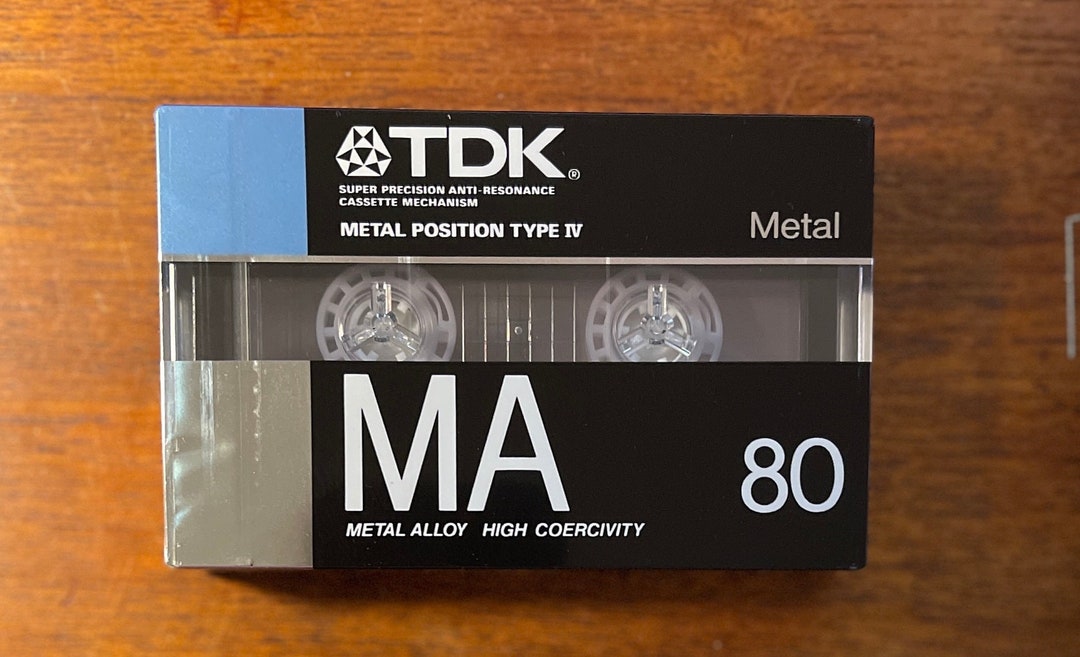 TDK®
SUPER PRECISION ANTI-RESONANCE
CASSETTE MECHANISM
METAL POSITION TYPE IV
Metal
MA
80
METAL ALLOY HIGH COERCIVITY